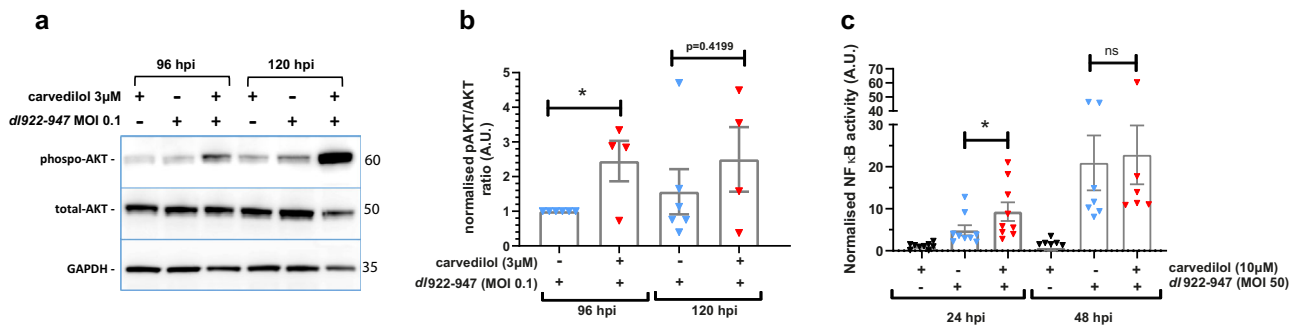 a
96 hpi 120 hpi
carvedilol 3µM + - + + - +
dl922-947 MOI 0.1 - + + - + +
phospo-AKT - 60
total-AKT - 50
GAPDH - 35
b
p=0.4199
*
normalised pAKT/AKT
ratio (A.U.)
5
4
3
2
1
0
carvedilol (3µM) - + - +
dl922-947 (MOI 0.1) + + + +
96 hpi 120 hpi
c
ns
*
Normalised NF κB activity (A.U.)
70
60
50
40
30
20
10
5
0
+ - + + - + carvedilol (10µM)
- + + - + + dl922-947 (MOI 50)
24 hpi 48 hpi